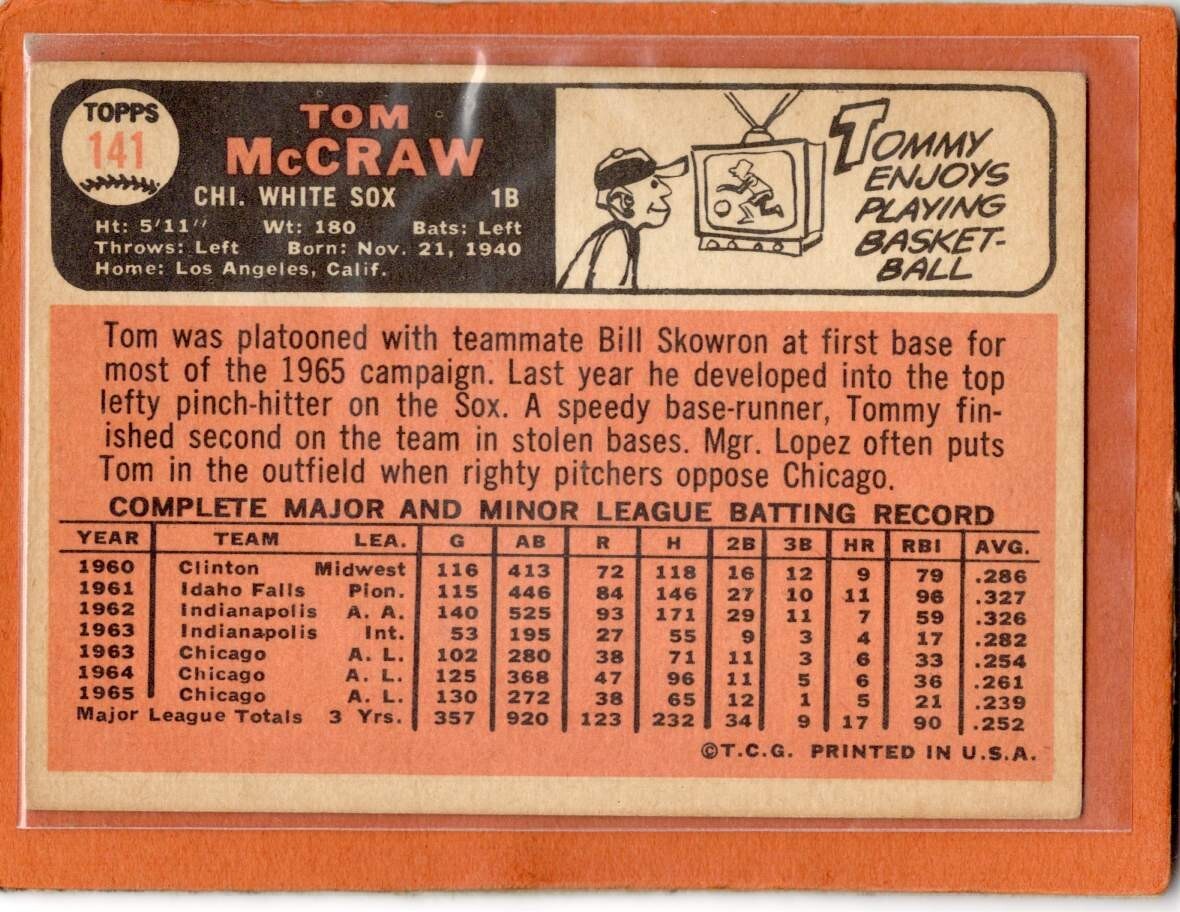 TOPPS
141
TOM
McCRAW
CHI. WHITE SOX 1B
Ht: 5'11" Wt: 180 Bats: Left
Throws: Left Born: Nov. 21, 1940
Home: Los Angeles, Calif.
TOMMY
ENJOYS
PLAYING
BASKET-
BALL
Tom was platooned with teammate Bill Skowron at first base for
most of the 1965 campaign. Last year he developed into the top
lefty pinch-hitter on the Sox. A speedy base-runner, Tommy fin-
ished second on the team in stolen bases. Mgr. Lopez often puts
Tom in the outfield when righty pitchers oppose Chicago.
COMPLETE MAJOR AND MINOR LEAGUE BATTING RECORD
YEAR TEAM LEA. G AB R H 2B 3B HR RBI AVG.
1960 Clinton Midwest 116 413 72 118 16 12 9 79 .286
1961 Idaho Falls Pion. 115 446 84 146 27 10 11 96 .327
1962 Indianapolis A. A. 140 525 93 171 29 11 7 59 .326
1963 Indianapolis Int. 53 195 27 55 9 3 4 17 .282
1963 Chicago A. L. 102 280 38 71 11 3 6 33 .254
1964 Chicago A. L. 125 368 47 96 11 5 6 36 .261
1965 Chicago A. L. 130 272 38 65 12 1 5 21 .239
Major League Totals 3 Yrs. 357 920 123 232 34 9 17 90 .252
©T.C.G. PRINTED IN U.S.A.